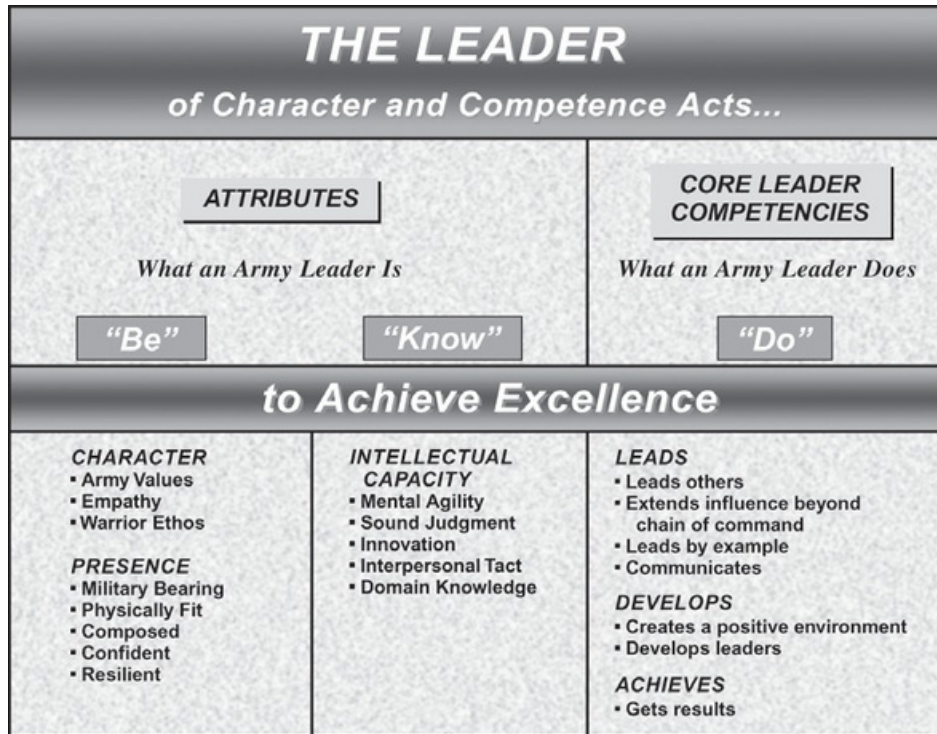 THE LEADER
of Character and Competence Acts...
ATTRIBUTES
What an Army Leader Is
“Be”
“Know”
CORE LEADER
COMPETENCIES
What an Army Leader Does
“Do”
to Achieve Excellence
CHARACTER
▪ Army Values
▪ Empathy
▪ Warrior Ethos
PRESENCE
▪ Military Bearing
▪ Physically Fit
▪ Composed
▪ Confident
▪ Resilient
INTELLECTUAL
CAPACITY
▪ Mental Agility
▪ Sound Judgment
▪ Innovation
▪ Interpersonal Tact
▪ Domain Knowledge
LEADS
▪ Leads others
▪ Extends influence beyond
chain of command
▪ Leads by example
▪ Communicates
DEVELOPS
▪ Creates a positive environment
▪ Develops leaders
ACHIEVES
▪ Gets results